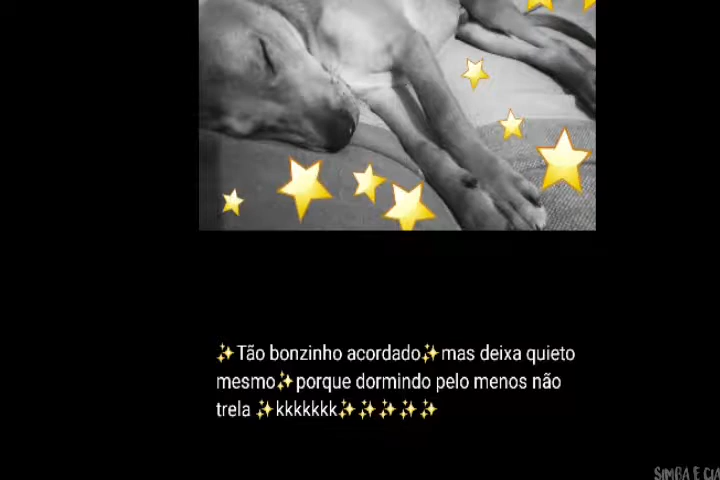 ✨Tão bonzinho acordado✨mas deixa quieto
mesmo✨porque dormindo pelo menos não
trela ✨kkkkkkk✨✨✨✨✨
SIMBA E CIA